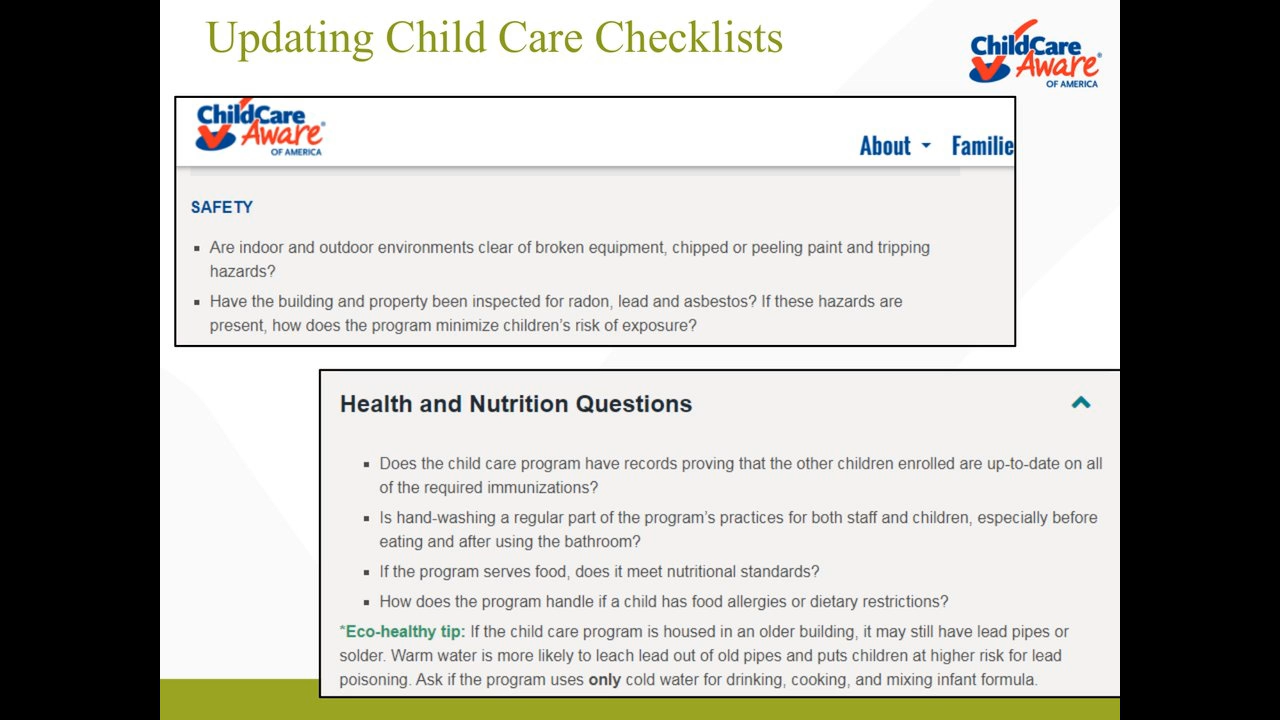 Updating Child Care Checklists
ChildCare
Aware®
OF AMERICA
ChildCare
Aware®
OF AMERICA
About Familie
SAFETY
▪ Are indoor and outdoor environments clear of broken equipment, chipped or peeling paint and tripping
hazards?
▪ Have the building and property been inspected for radon, lead and asbestos? If these hazards are
present, how does the program minimize children’s risk of exposure?
Health and Nutrition Questions
▪ Does the child care program have records proving that the other children enrolled are up-to-date on all
of the required immunizations?
▪ Is hand-washing a regular part of the program’s practices for both staff and children, especially before
eating and after using the bathroom?
▪ If the program serves food, does it meet nutritional standards?
▪ How does the program handle if a child has food allergies or dietary restrictions?
*Eco-healthy tip: If the child care program is housed in an older building, it may still have lead pipes or
solder. Warm water is more likely to leach lead out of old pipes and puts children at higher risk for lead
poisoning. Ask if the program uses only cold water for drinking, cooking, and mixing infant formula.